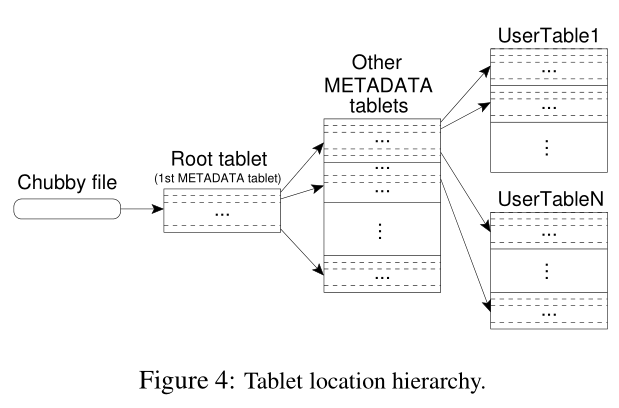 UserTable1
...
...
...
Other
METADATA
tablets
...
...
...
...
...
Root tablet
(1st METADATA tablet)
...
Chubby file
UserTableN
...
...
...
Figure 4: Tablet location hierarchy.